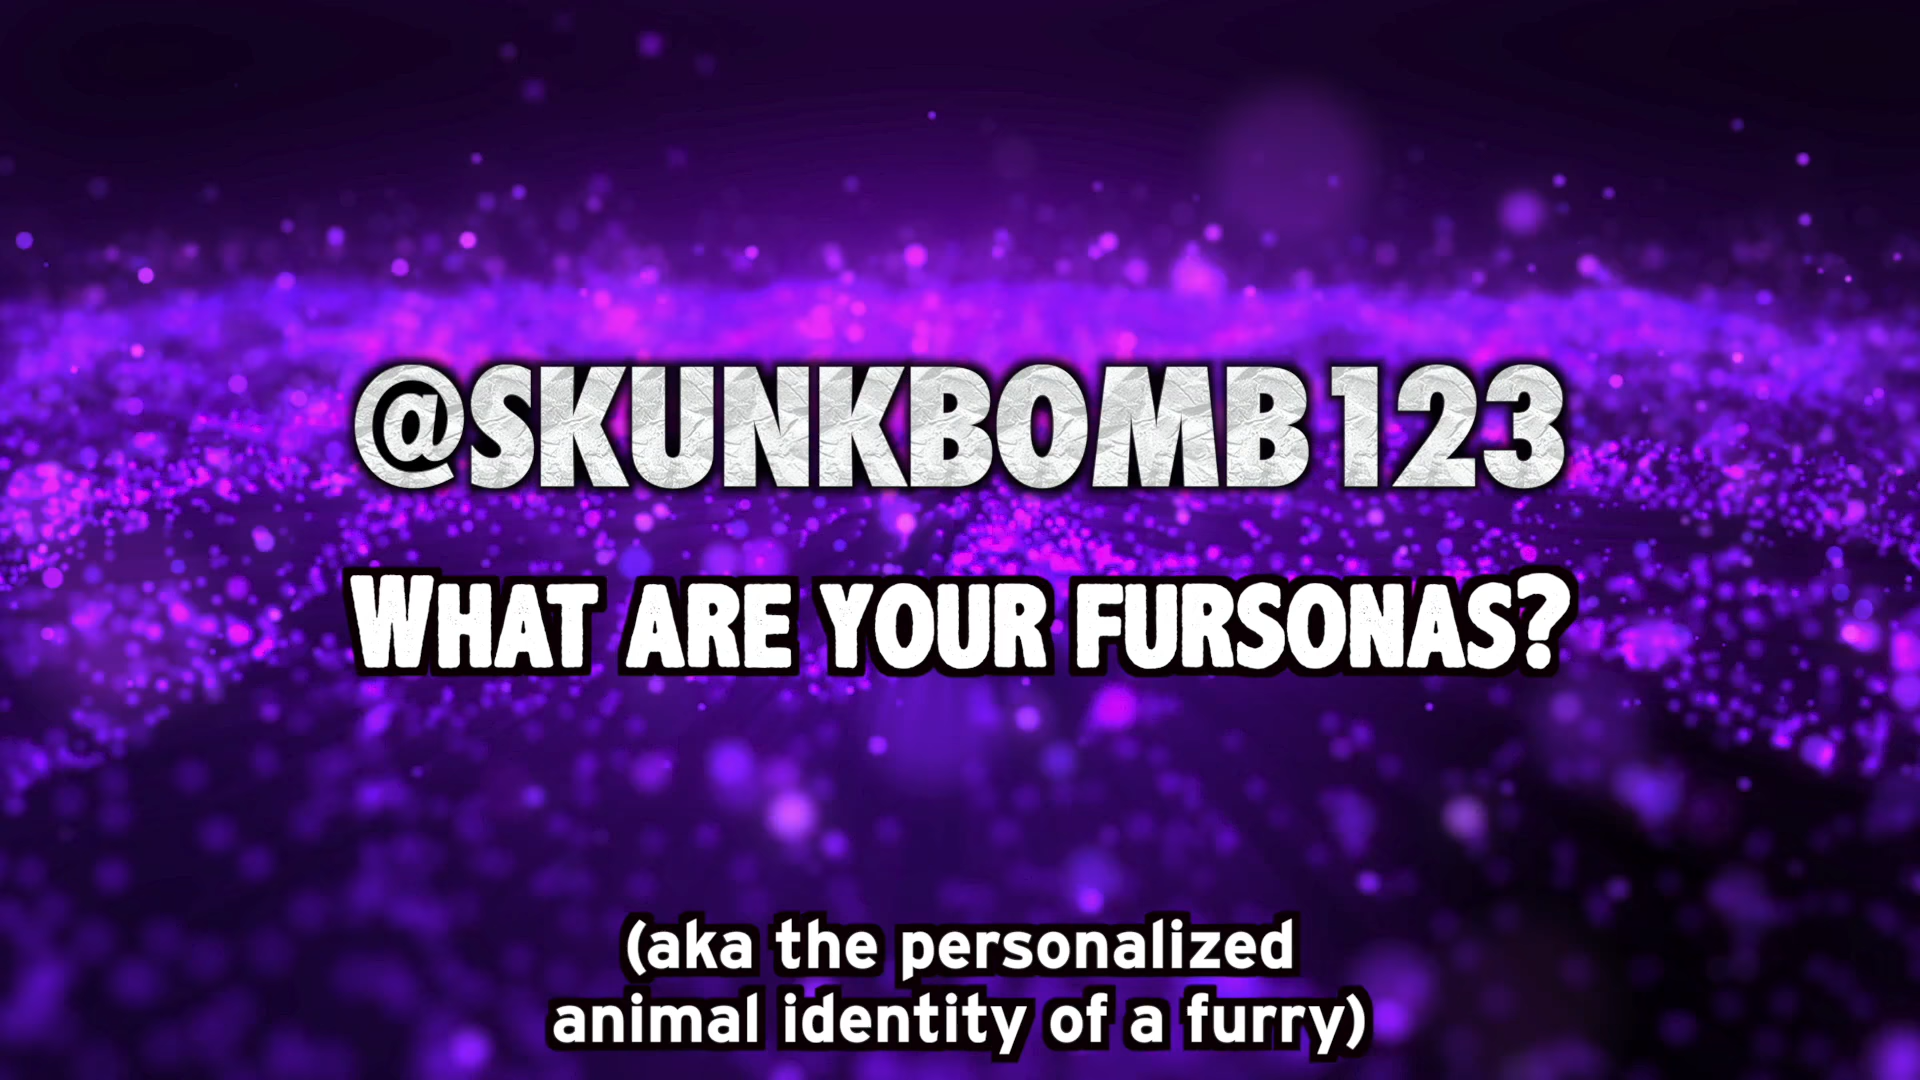 @SKUNKBOMB123
WHAT ARE YOUR FURSONAS?
(aka the personalized
animal identity of a furry)